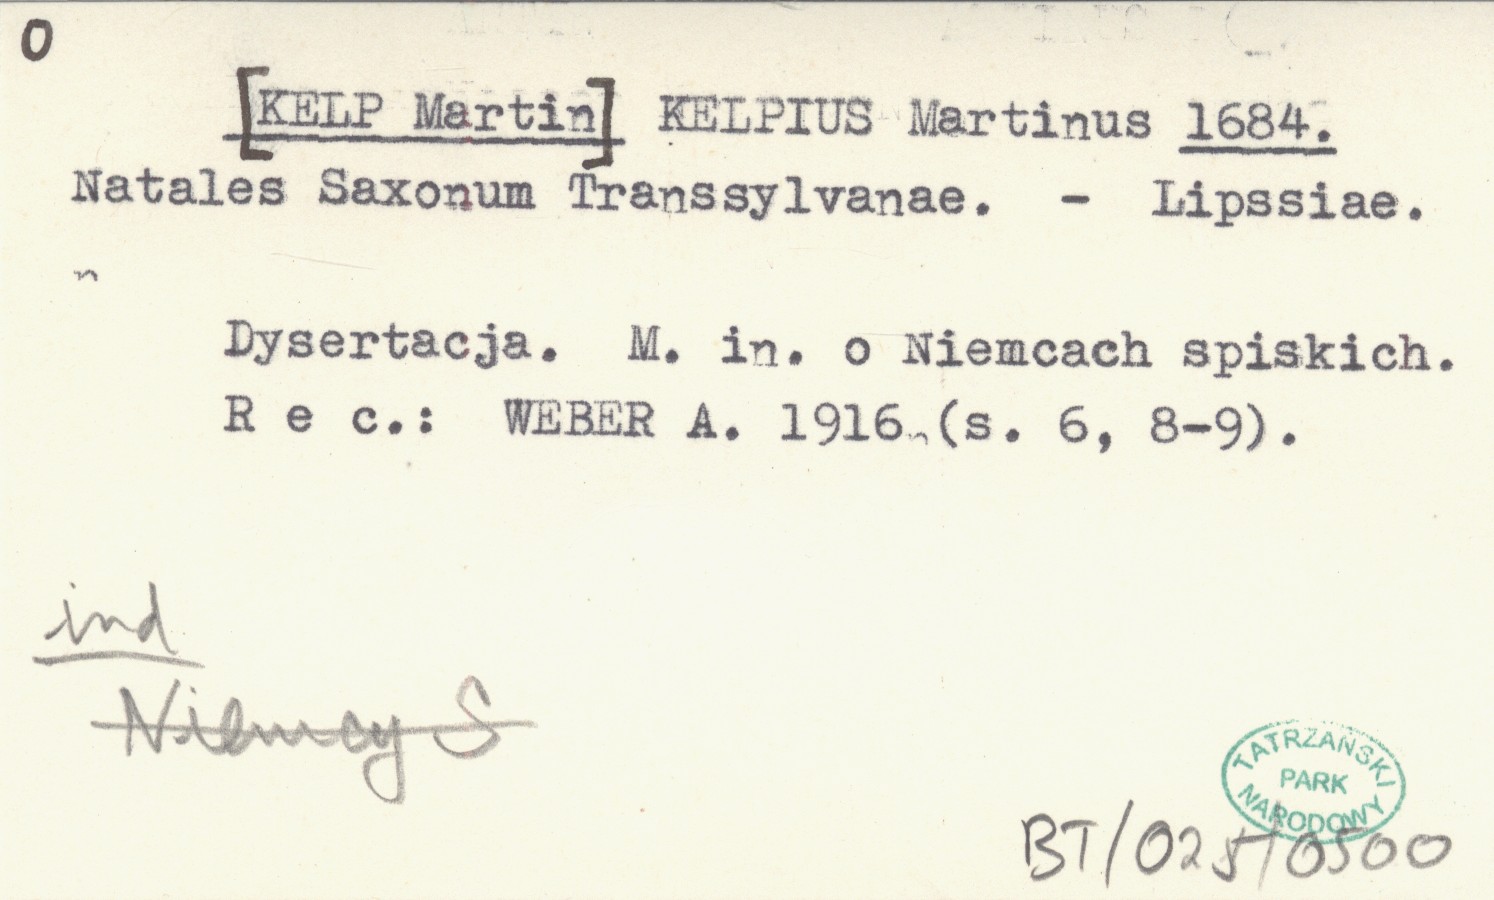 0
[KELP Martin] KELPIUS Martinus 1684.
Natales Saxonum Transsylvanae. - Lipssiae.
n
Dysertacja. M. in. o Niemcach spiskich.
R e c.: WEBER A. 1916 (s. 6, 8-9).
ind
Niemcy S
TATRZAŃSKI
PARK
NARODOWY
BT/025/0500